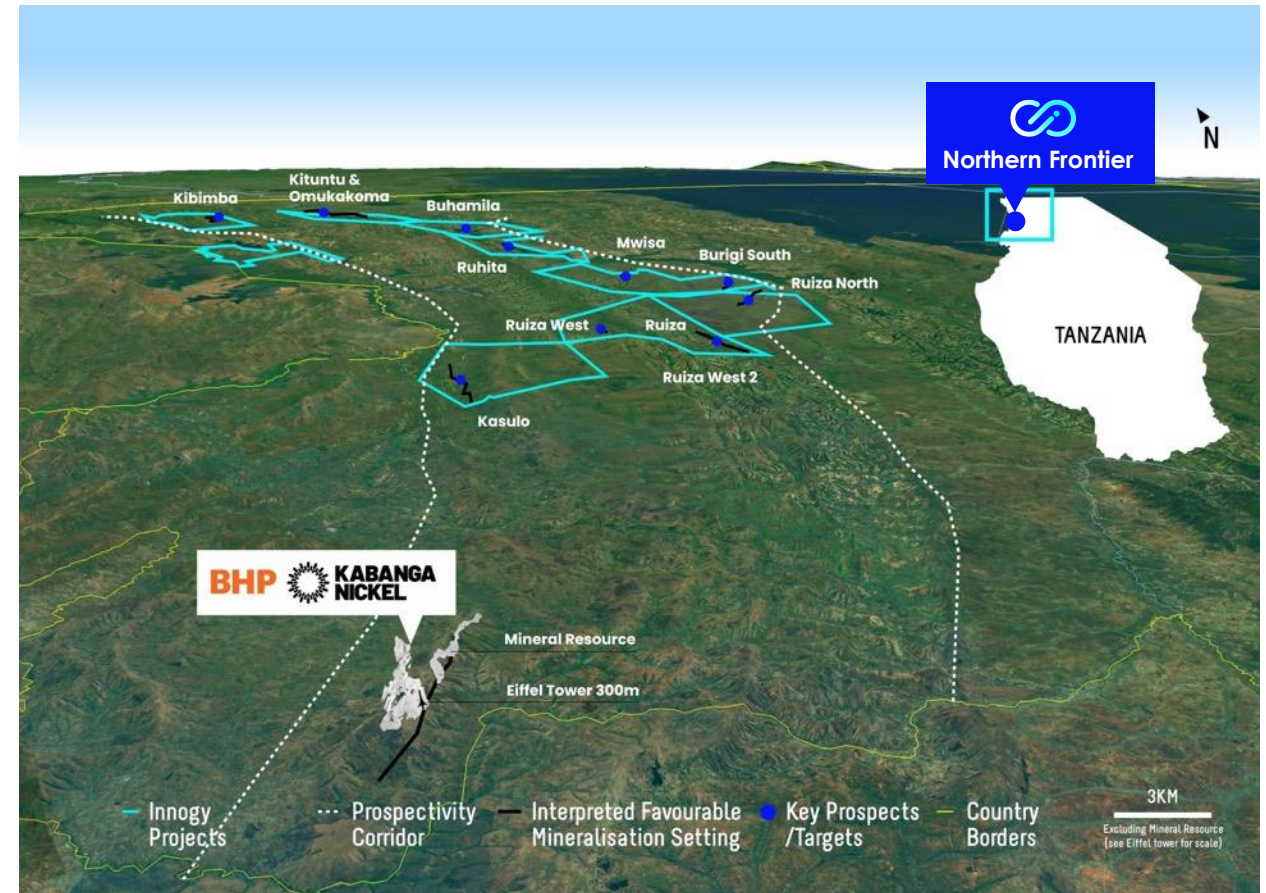 Northern Frontier
N
Kibimba
Kituntu &
Omukakoma
Buhamila
Ruhita
Mwisa
Burigi South
Ruiza North
Ruiza West
Ruiza
Ruiza West 2
Kasulo
TANZANIA
BHP KABANGA
NICKEL
Mineral Resource
Eiffel Tower 300m
Innogy
Projects
Prospectivity
Corridor
Interpreted Favourable
Mineralisation Setting
Key Prospects
/Targets
Country
Borders
3KM
Excluding Mineral Resource
(see Eiffel tower for scale)